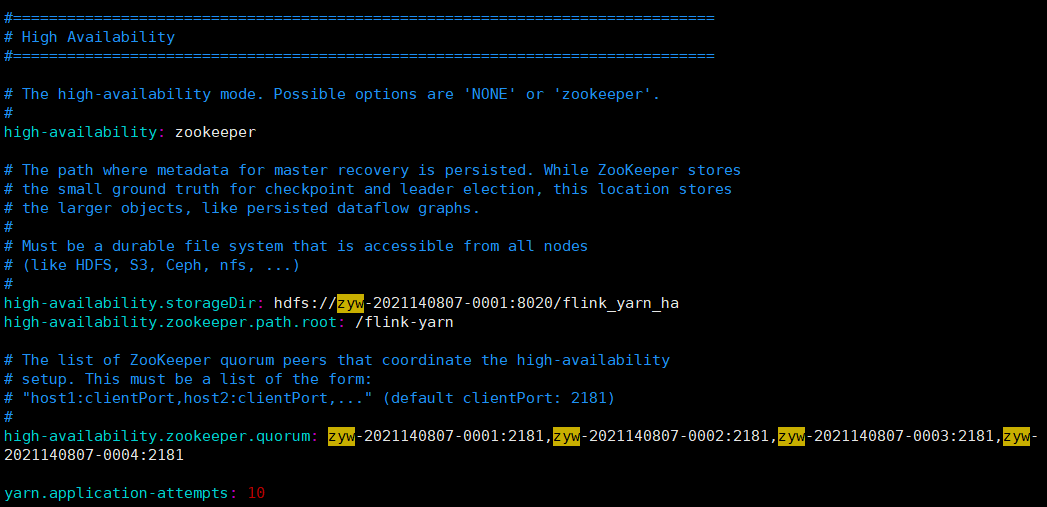 #==============================================================================
# High Availability
#==============================================================================
# The high-availability mode. Possible options are 'NONE' or 'zookeeper'.
#
high-availability: zookeeper
# The path where metadata for master recovery is persisted. While ZooKeeper stores
# the small ground truth for checkpoint and leader election, this location stores
# the larger objects, like persisted dataflow graphs.
#
# Must be a durable file system that is accessible from all nodes
# (like HDFS, S3, Ceph, nfs, ...)
#
high-availability.storageDir: hdfs://zyw-2021140807-0001:8020/flink_yarn_ha
high-availability.zookeeper.path.root: /flink-yarn
# The list of ZooKeeper quorum peers that coordinate the high-availability
# setup. This must be a list of the form:
# "host1:clientPort,host2:clientPort,..." (default clientPort: 2181)
#
high-availability.zookeeper.quorum: zyw-2021140807-0001:2181,zyw-2021140807-0002:2181,zyw-2021140807-0003:2181,zyw-
2021140807-0004:2181
yarn.application-attempts: 10